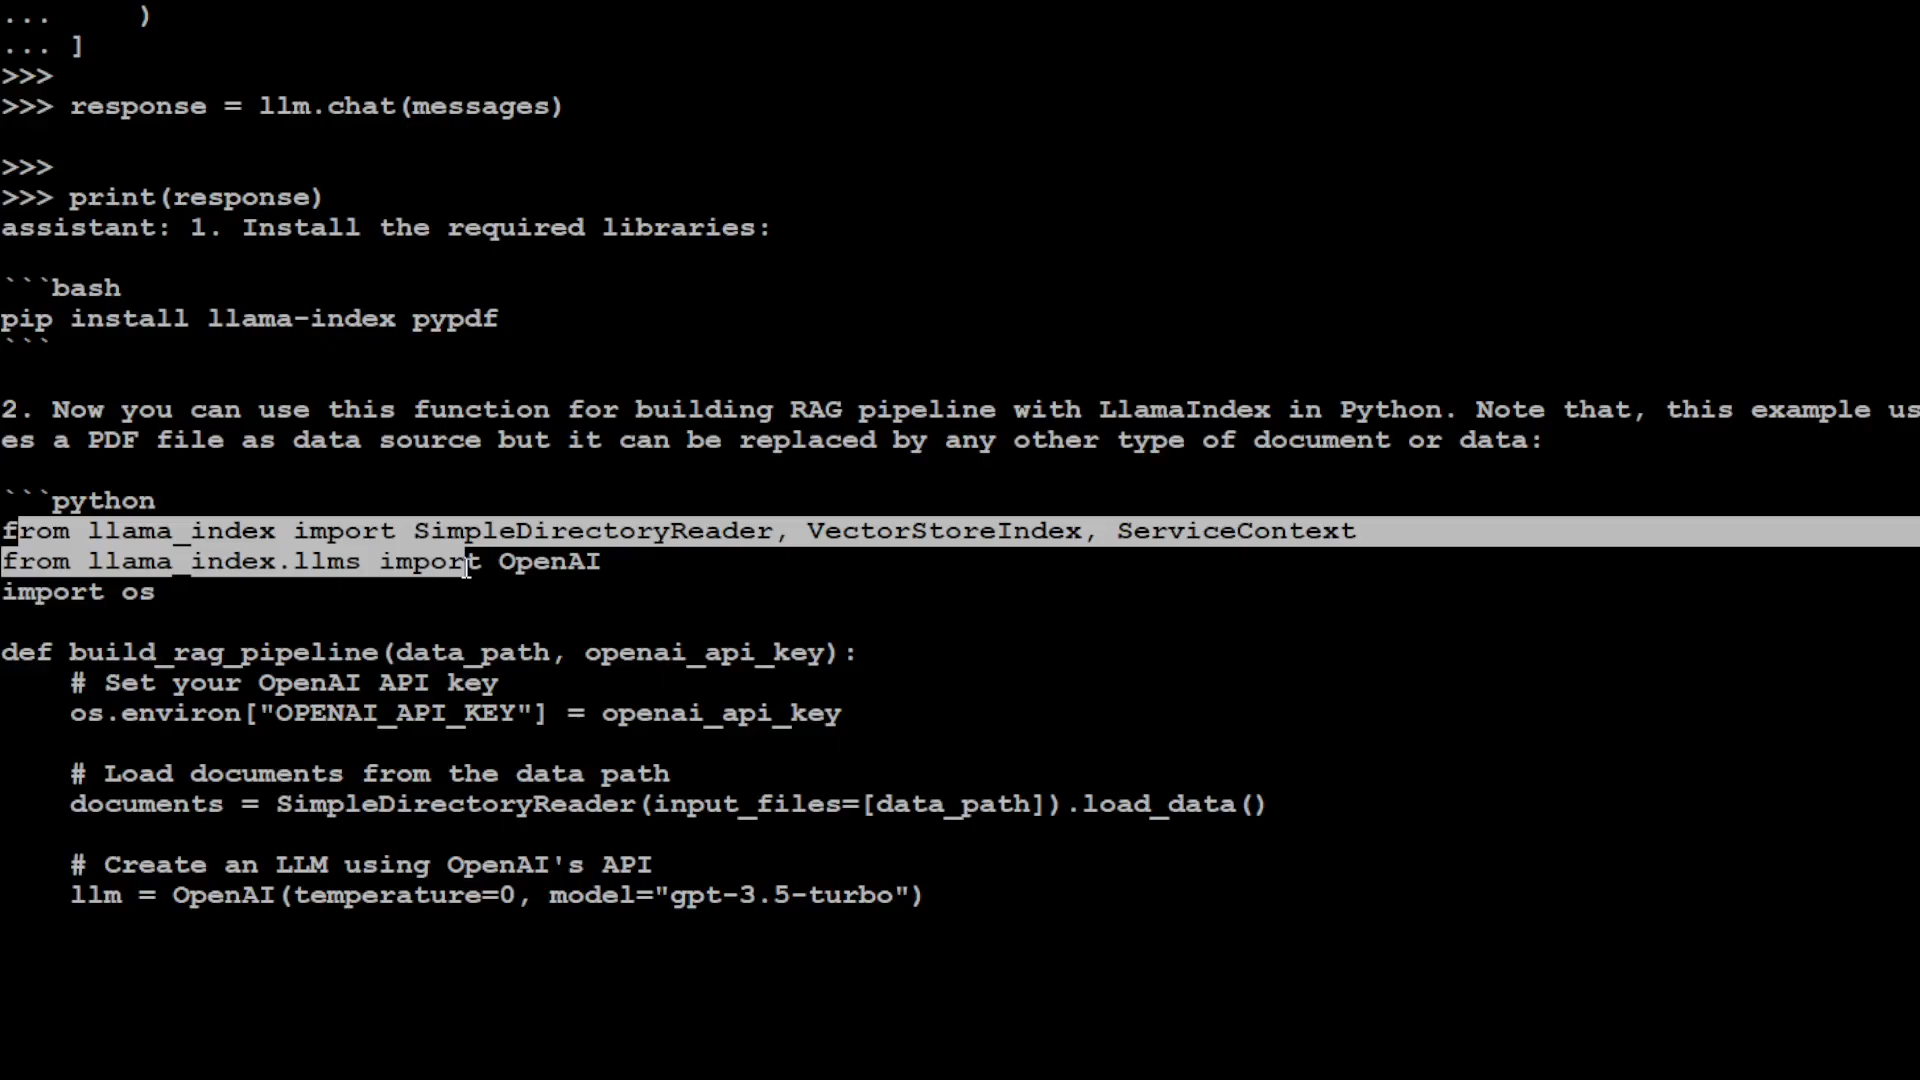 ...     )
... ]
>>>
>>> response = llm.chat(messages)
>>>
>>> print(response)
assistant: 1. Install the required libraries:
```bash
pip install llama-index pypdf
```
2. Now you can use this function for building RAG pipeline with LlamaIndex in Python. Note that, this example us
es a PDF file as data source but it can be replaced by any other type of document or data:
```python
from llama_index import SimpleDirectoryReader, VectorStoreIndex, ServiceContext
from llama_index.llms import OpenAI
import os
def build_rag_pipeline(data_path, openai_api_key):
    # Set your OpenAI API key
    os.environ["OPENAI_API_KEY"] = openai_api_key
    # Load documents from the data path
    documents = SimpleDirectoryReader(input_files=[data_path]).load_data()
    # Create an LLM using OpenAI's API
    llm = OpenAI(temperature=0, model="gpt-3.5-turbo")